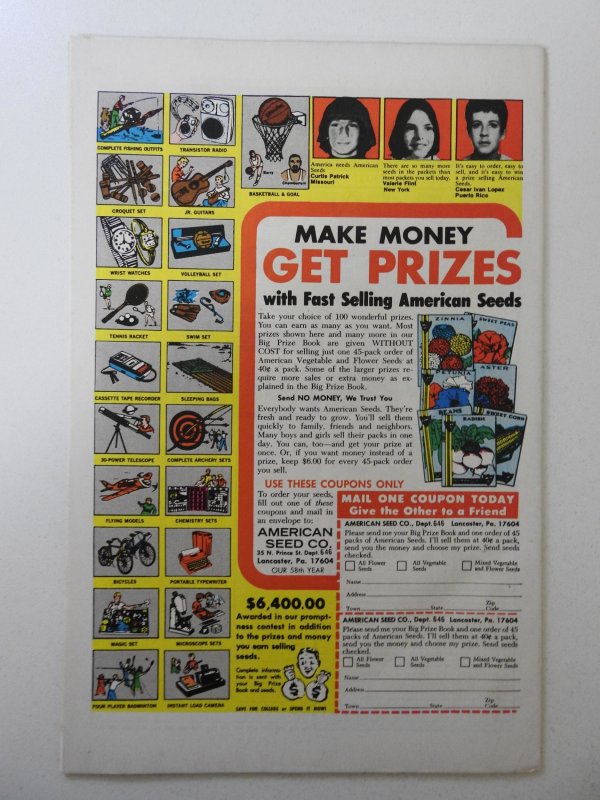 COMPLETE FISHING OUTFITS
TRANSISTOR RADIO
CROQUET SET
JR. GUITARS
BASKETBALL & GOAL
Barry
Chamberlain
WRIST WATCHES
VOLLEYBALL SET
TENNIS RACKET
SWIM SET
CASSETTE TAPE RECORDER
SLEEPING BAGS
30-POWER TELESCOPE
COMPLETE ARCHERY SETS
FLYING MODELS
CHEMISTRY SETS
BICYCLES
PORTABLE TYPEWRITER
MAGIC SET
MICROSCOPE SETS
FOUR PLAYER BADMINTON
INSTANT LOAD CAMERA
America needs American
Seeds
Curtis Patrick
Missouri
There are so many more
seeds in the packets than
most packets you sell today.
Valerie Flint
New York
It's easy to order, easy to
sell, and it's easy to win
a prize selling American
Seeds.
Cesar Ivan Lopez
Puerto Rico
MAKE MONEY
GET PRIZES
with Fast Selling American Seeds
Take your choice of 100 wonderful prizes.
You can earn as many as you want. Most
prizes shown here and many more in our
Big Prize Book are given WITHOUT
COST for selling just one 45-pack order of
American Vegetable and Flower Seeds at
40¢ a pack. Some of the larger prizes re-
quire more sales or extra money as ex-
plained in the Big Prize Book.
Send NO MONEY, We Trust You
Everybody wants American Seeds. They're
fresh and ready to grow. You'll sell them
quickly to family, friends and neighbors.
Many boys and girls sell their packs in one
day. You can, too—and get your prize at
once. Or, if you want money instead of a
prize, keep $6.00 for every 45-pack order
you sell.
ZINNIA
SWEET PEAS
PETUNIA
ASTER
BEANS
RADISH
SWEET CORN
USE THESE COUPONS ONLY
To order your seeds,
fill out one of these
coupons and mail in
an envelope to:
AMERICAN
SEED CO.
35 N. Prince St. Dept. 646
Lancaster, Pa. 17604
OUR 58th YEAR
$6,400.00
Awarded in our prompt-
ness contest in addition
to the prizes and money
you earn selling
seeds.
Complete informa-
tion is sent with
your Big Prize
Book and seeds.
SAVE FOR COLLEGE or SPEND IT NOW!
MAIL ONE COUPON TODAY
Give the Other to a Friend
AMERICAN SEED CO., Dept. 646 Lancaster, Pa. 17604
Please send me your Big Prize Book and one order of 45
packs of American Seeds. I'll sell them at 40¢ a pack,
send you the money and choose my prize. Send seeds
checked.
All Flower Seeds All Vegetable Seeds Mixed Vegetable and Flower Seeds
Name
Address
Town State Zip Code
AMERICAN SEED CO., Dept. 646 Lancaster, Pa. 17604
Please send me your Big Prize Book and one order of 45
packs of American Seeds. I'll sell them at 40¢ a pack,
send you the money and choose my prize. Send seeds
checked.
All Flower Seeds All Vegetable Seeds Mixed Vegetable and Flower Seeds
Name
Address
Town State Zip Code